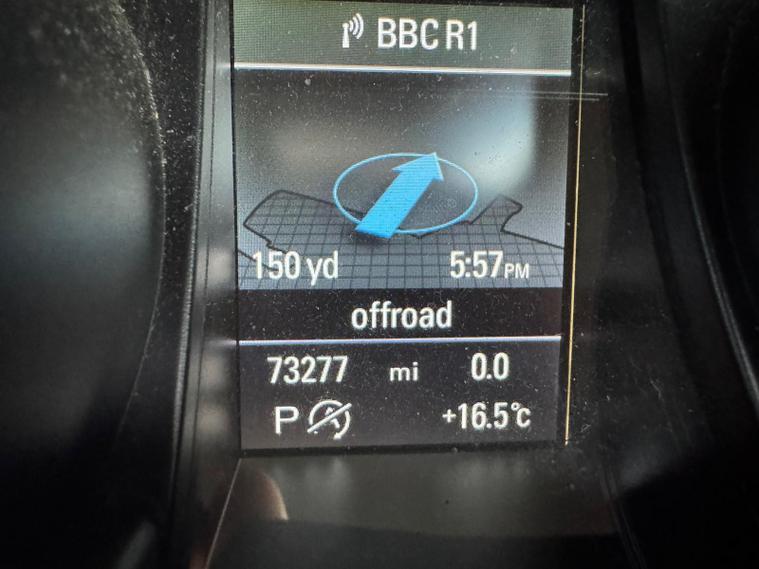 BBC R1
150 yd 5:57PM
offroad
73277 mi 0.0
P A +16.5°c